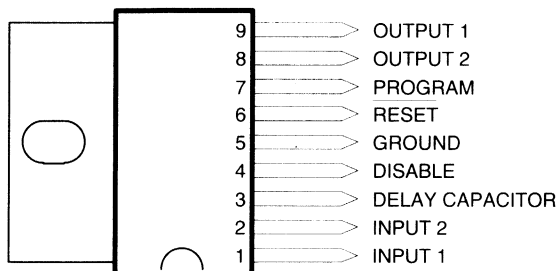 9 OUTPUT 1
8 OUTPUT 2
7 PROGRAM
6 RESET
5 GROUND
4 DISABLE
3 DELAY CAPACITOR
2 INPUT 2
1 INPUT 1